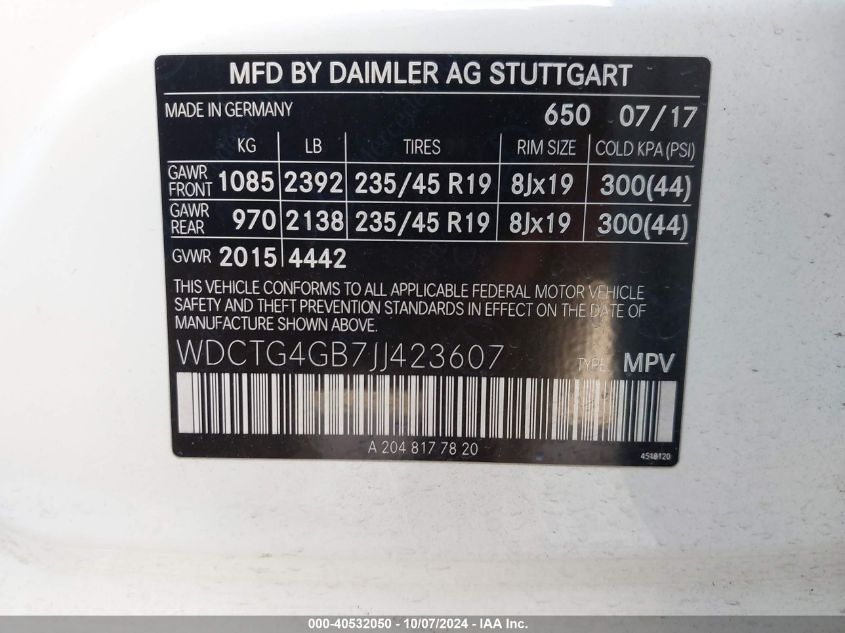 MFD BY DAIMLER AG STUTTGART
MADE IN GERMANY 650 07/17
KG LB TIRES RIM SIZE COLD KPA (PSI)
GAWR FRONT 1085 2392 235/45 R19 8Jx19 300(44)
GAWR REAR 970 2138 235/45 R19 8Jx19 300(44)
GVWR 2015 4442
THIS VEHICLE CONFORMS TO ALL APPLICABLE FEDERAL MOTOR VEHICLE
SAFETY AND THEFT PREVENTION STANDARDS IN EFFECT ON THE DATE OF
MANUFACTURE SHOWN ABOVE.
WDCTG4GB7JJ423607 TYPE: MPV
A 204 817 78 20
000-40532050 - 10/07/2024 - IAA Inc.